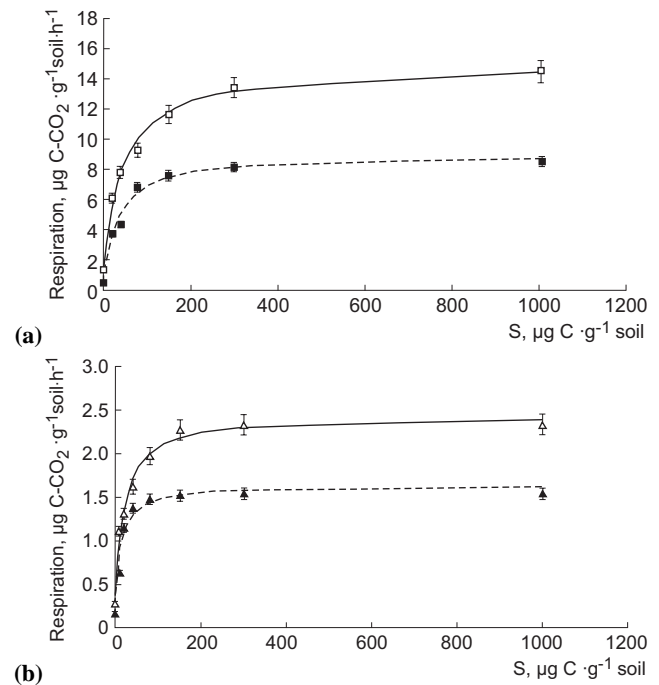 Respiration, µg C-CO2 ·g-1soil·h-1
18
16
14
12
10
8
6
4
2
0
0 200 400 600 800 1000 1200
S, µg C ·g-1 soil
(a)
Respiration, µg C-CO2 ·g-1soil·h-1
3.0
2.5
2.0
1.5
1.0
0.5
0
0 200 400 600 800 1000 1200
S, µg C ·g-1 soil
(b)